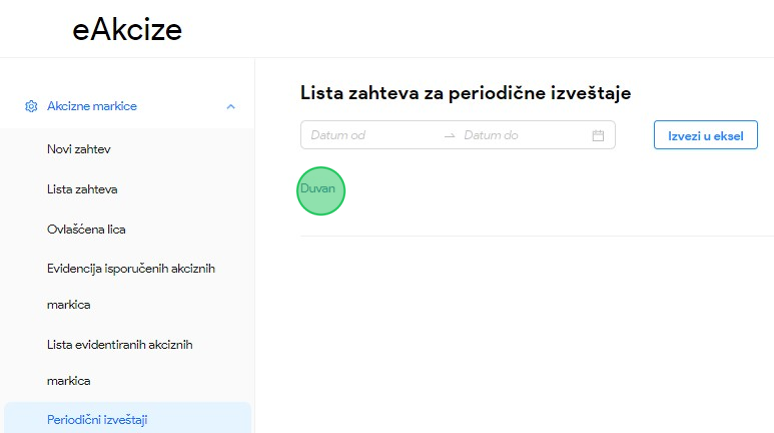 eAkcize
Akcizne markice
Novi zahtev
Lista zahteva
Ovlašćena lica
Evidencija isporučenih akciznih
markica
Lista evidentiranih akciznih
markica
Periodični izveštaji
Lista zahteva za periodične izveštaje
Datum od → Datum do
Izvezi u eksel
Duvan